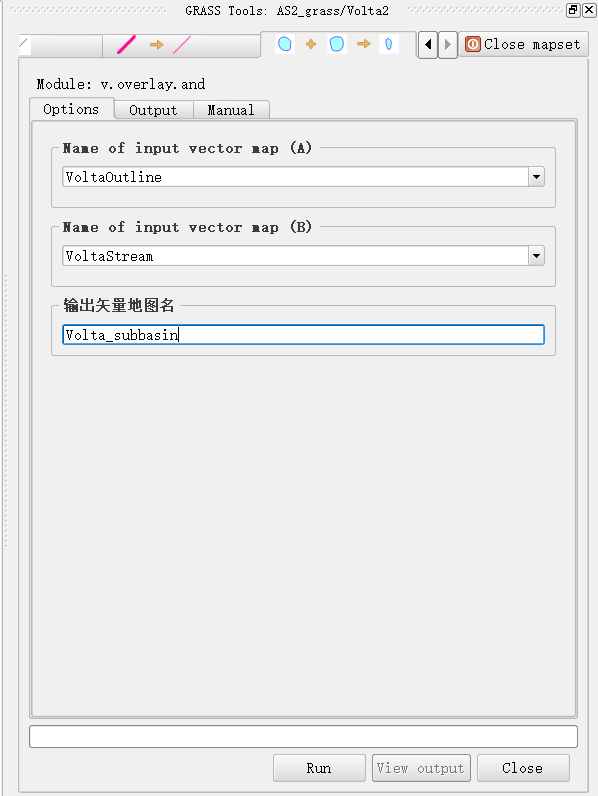 GRASS Tools: AS2_grass/Volta2
Close mapset
Module: v.overlay.and
Options Output Manual
Name of input vector map (A)
VoltaOutline
Name of input vector map (B)
VoltaStream
输出矢量地图名
Volta_subbasin
Run View output Close